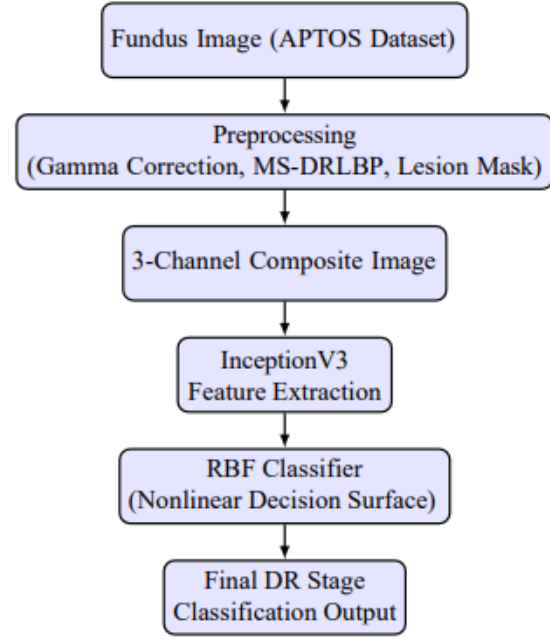 Fundus Image (APTOS Dataset)
Preprocessing
(Gamma Correction, MS-DRLBP, Lesion Mask)
3-Channel Composite Image
InceptionV3
Feature Extraction
RBF Classifier
(Nonlinear Decision Surface)
Final DR Stage
Classification Output